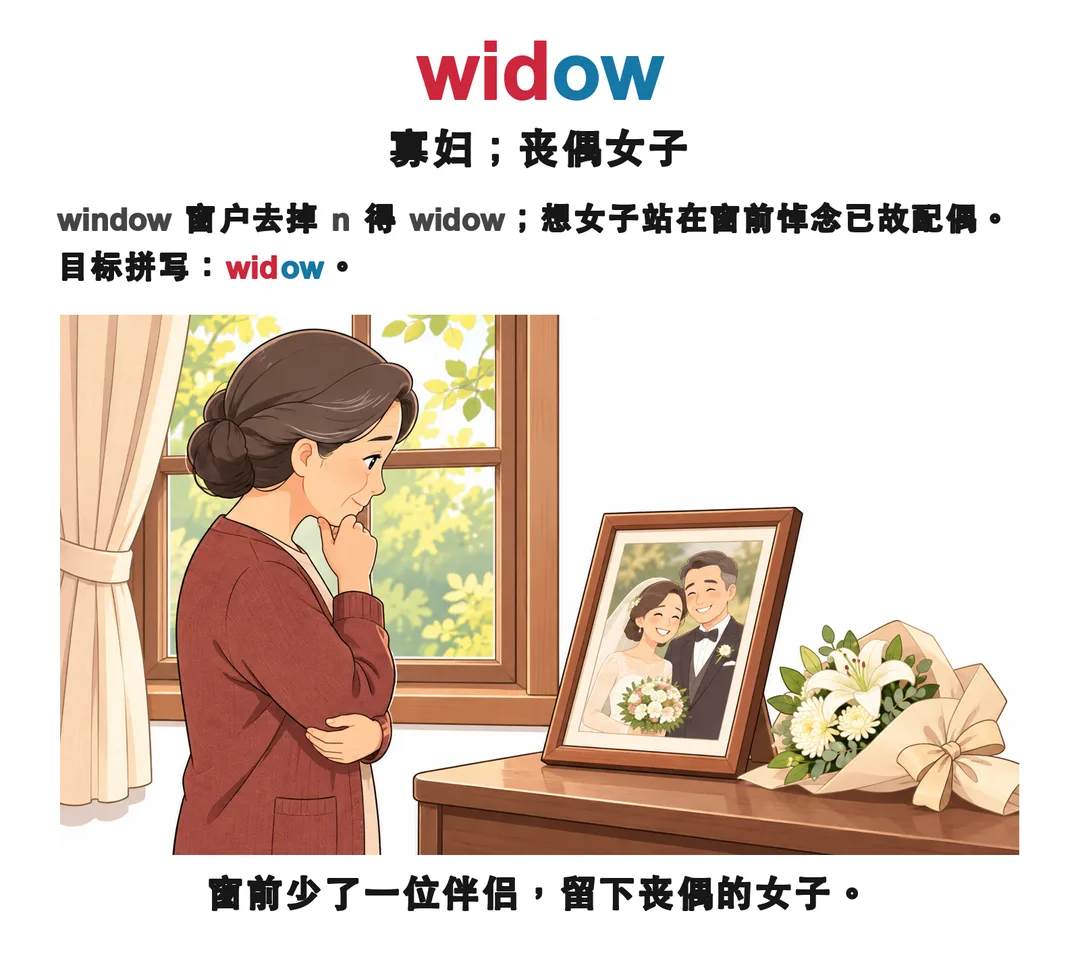 widow
寡妇；丧偶女子
window 窗户去掉 n 得 widow；想女子站在窗前悼念已故配偶。
目标拼写：widow。
窗前少了一位伴侣，留下丧偶的女子。